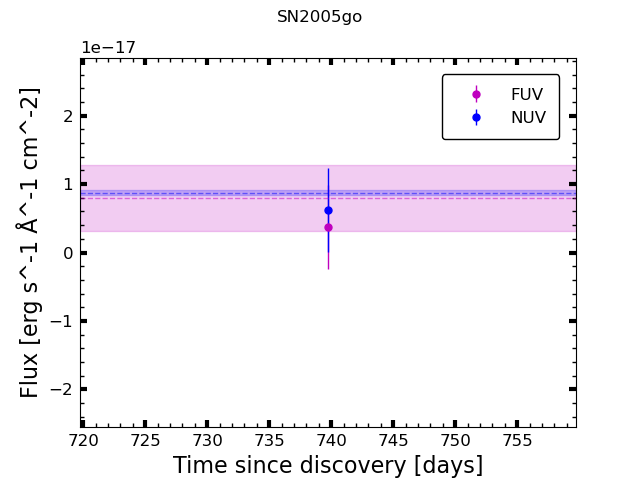 SN2005go
1e−17
2
1
0
−1
−2
Flux [erg s^-1 Å^-1 cm^-2]
FUV
NUV
720 725 730 735 740 745 750 755
Time since discovery [days]